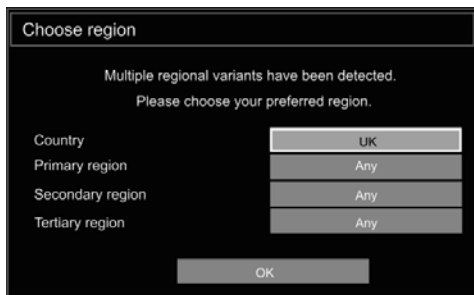 Choose region
Multiple regional variants have been detected.
Please choose your preferred region.
Country UK
Primary region Any
Secondary region Any
Tertiary region Any
OK